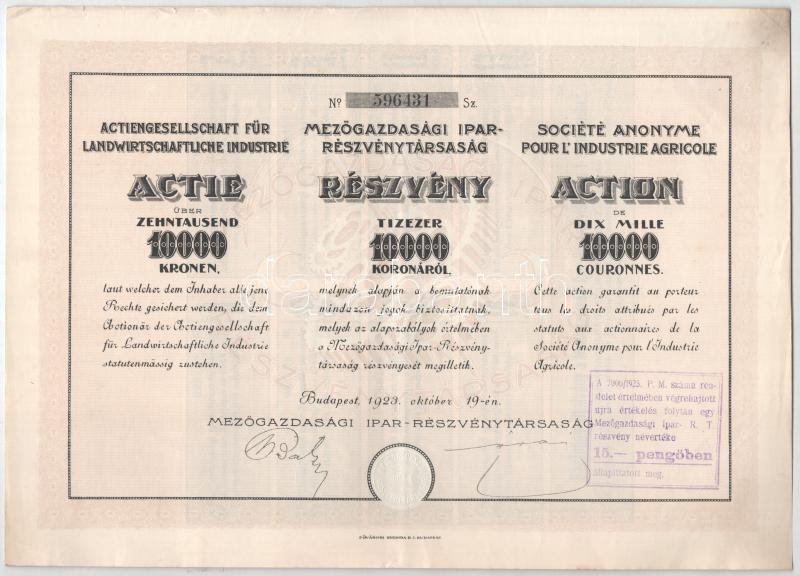 Nº 596431 Sz.
ACTIENGESELLSCHAFT FÜR
LANDWIRTSCHAFTLICHE INDUSTRIE
ACTIE
ÜBER
ZEHNTAUSEND
10000
KRONEN,
laut welcher dem Inhaber alle jene
Rechte gesichert werden, die dem
Actionär der Actiengesellschaft
für Landwirtschaftliche Industrie
statutenmässig zustehen.
MEZŐGAZDASÁGI IPAR-
RÉSZVÉNYTÁRSASÁG
RÉSZVÉNY
TIZEZER
10000
KORONÁRÓL,
melynek alapján a bemutatónak
mindazon jogok biztosittatnak,
melyek az alapszabályok értelmében
a Mezőgazdasági Ipar-Részvény-
társaság részvényesét megilletik.
SOCIÉTÉ ANONYME
POUR L'INDUSTRIE AGRICOLE
ACTION
DE
DIX MILLE
10000
COURONNES.
Cette action garantit au porteur
tous les droits attribués par les
statuts aux actionnaires de la
Société Anonyme pour l'Industrie
Agricole.
Budapest, 1923. október 19-én.
MEZŐGAZDASÁGI IPAR-RÉSZVÉNYTÁRSASÁG
A 7000/1925. P. M. számu ren-
delet értelmében végrehajtott
ujra értékelés folytán egy
Mezőgazdasági Ipar- R. T.
részvény névértéke
15.— pengőben
állapittatott meg.
darabanth